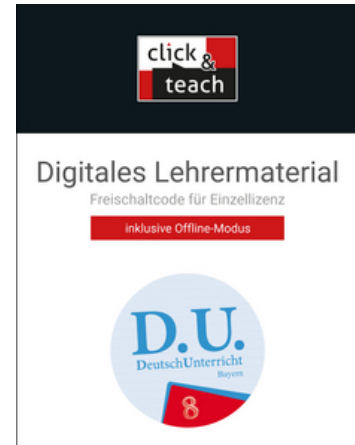 click &
teach
Digitales Lehrermaterial
Freischaltcode für Einzellizenz
inklusive Offline-Modus
D.U.
DeutschUnterricht
Bayern
8